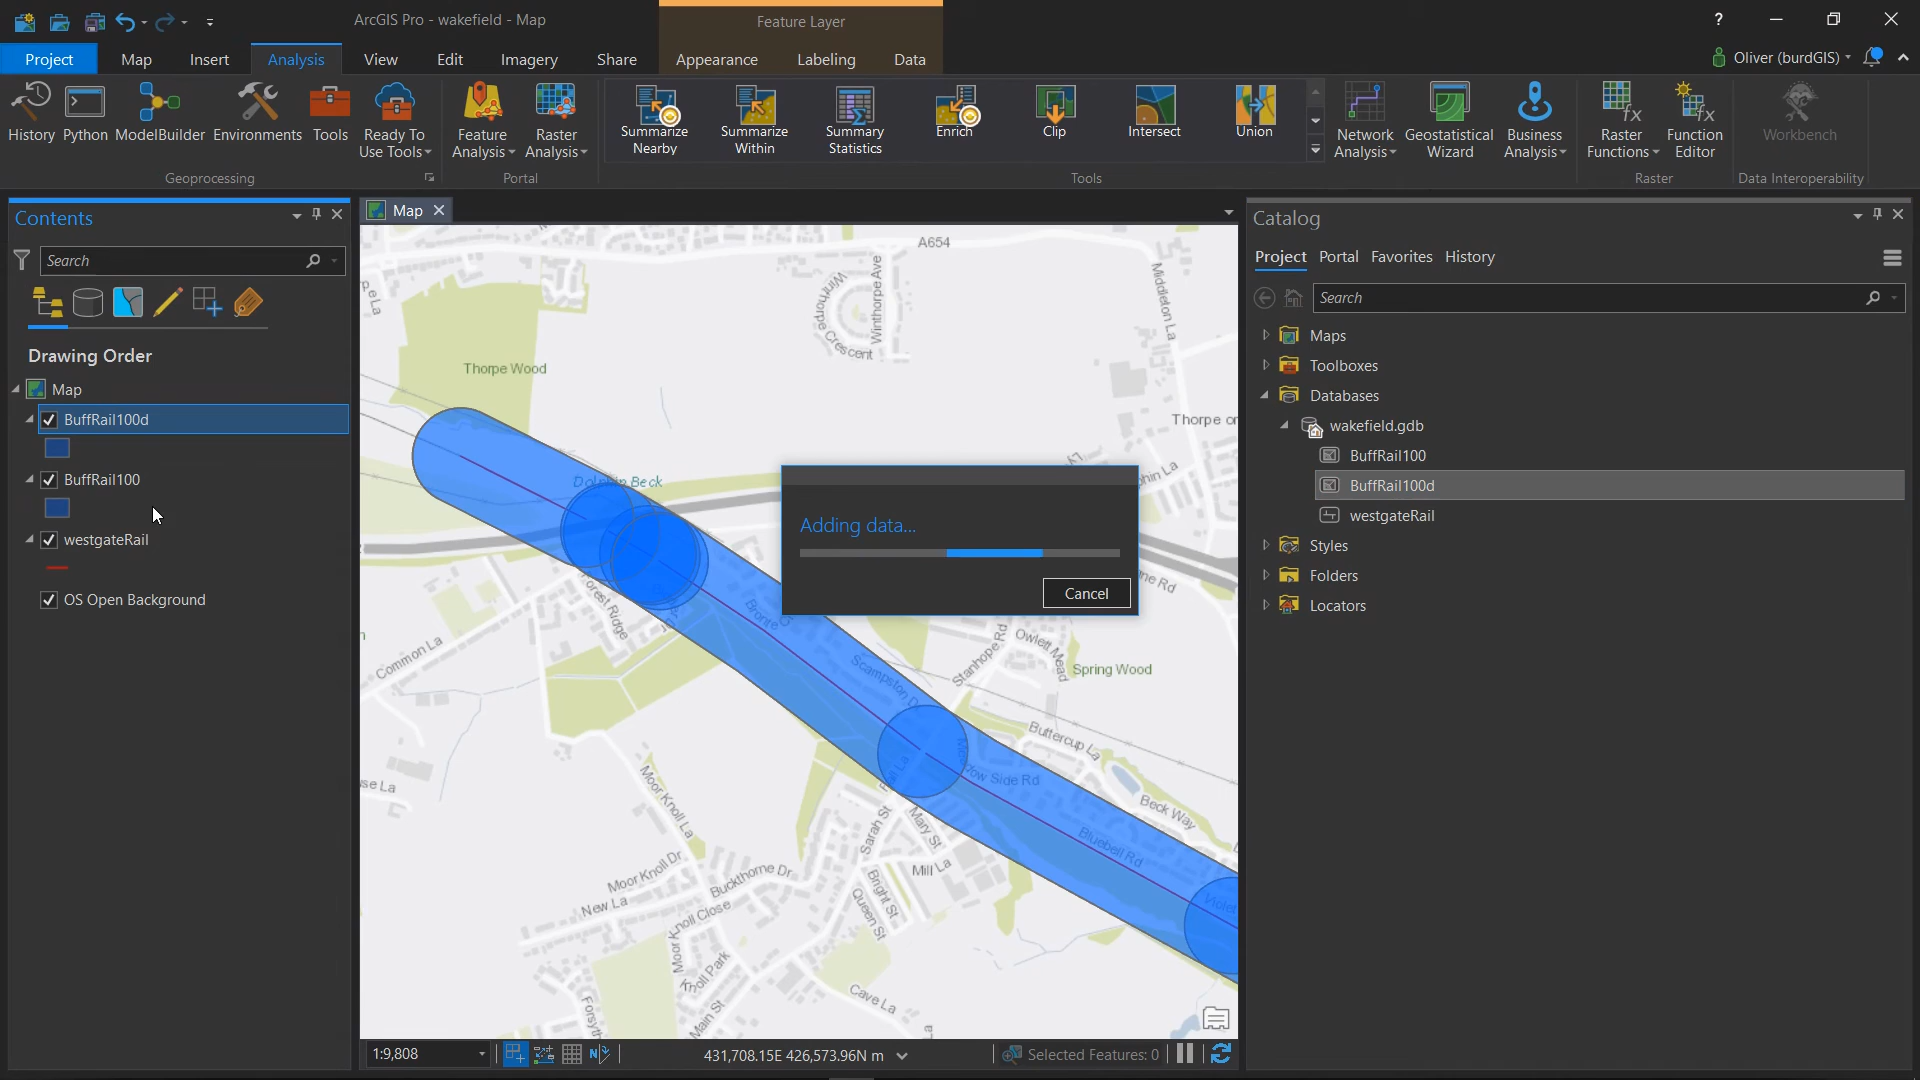 ArcGIS Pro - wakefield - Map
Feature Layer
?
Project
Map
Insert
Analysis
View
Edit
Imagery
Share
Appearance
Labeling
Data
Oliver (burdGIS)
History
Python
ModelBuilder
Environments
Tools
Ready To
Use Tools
Feature
Analysis
Raster
Analysis
Summarize
Nearby
Summarize
Within
Summary
Statistics
Enrich
Clip
Intersect
Union
Network
Analysis
Geostatistical
Wizard
Business
Analysis
Raster
Functions
Function
Editor
Workbench
Geoprocessing
Portal
Tools
Raster
Data Interoperability
Contents
Search
Drawing Order
Map
BuffRail100d
BuffRail100
westgateRail
OS Open Background
Map
A654
Winthorpe Ave
Winthorpe
Crescent
Middleton La
Thorpe Wood
Thorpe o
Dolphin Beck
Adding data...
Cancel
Forest Ridge
Common La
Bronte
Scampston D
Stanhope Rd
Owlett Mead
Spring Wood
Buttercup La
Side Rd
Beck Way
Bluebell Rd
Violet
Moor Knoll La
Sarah St
Mary St
Mill La
Moor Knoll Dr
Buckthorne Dr
New La
Bright St
Queen St
Knoll Close
Knoll Park
Cave La
Main St
Forsyth
1:9,808
431,708.15E 426,573.96N m
Selected Features: 0
Catalog
Project
Portal
Favorites
History
Search
Maps
Toolboxes
Databases
wakefield.gdb
BuffRail100
BuffRail100d
westgateRail
Styles
Folders
Locators